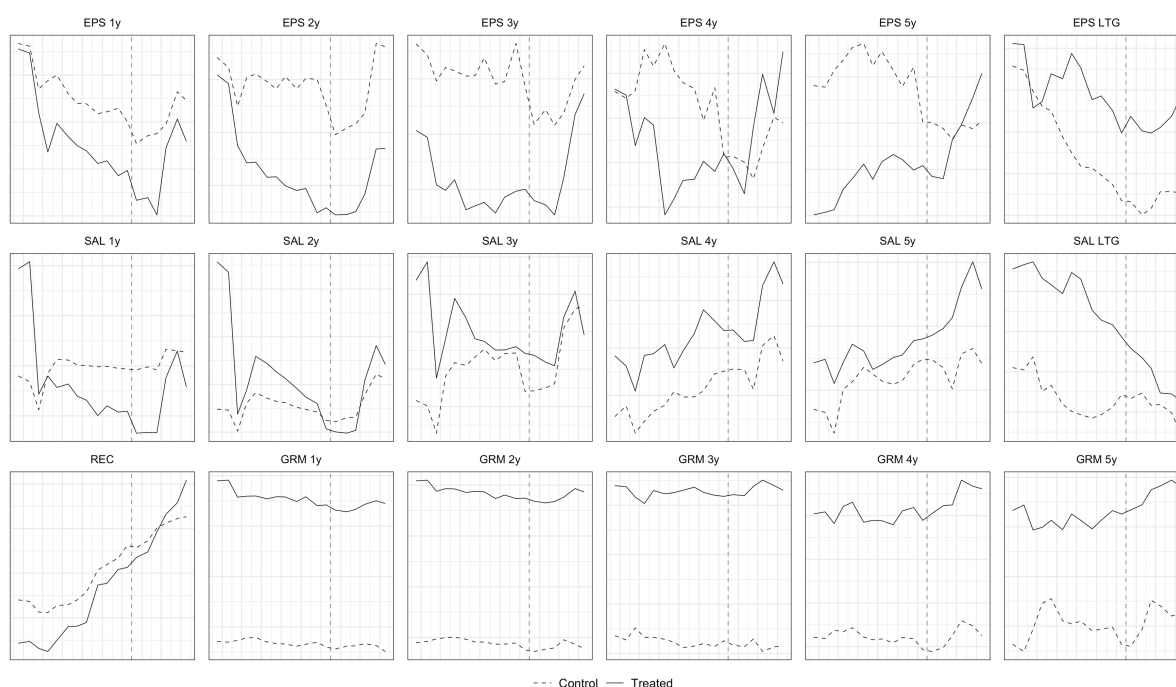 EPS 1y EPS 2y EPS 3y EPS 4y EPS 5y EPS LTG
SAL 1y SAL 2y SAL 3y SAL 4y SAL 5y SAL LTG
REC GRM 1y GRM 2y GRM 3y GRM 4y GRM 5y
Control Treated